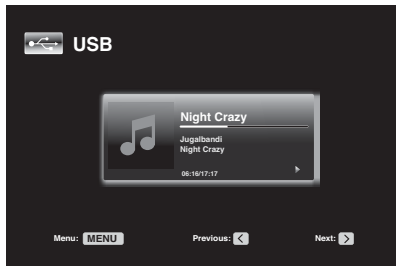 USB
Night Crazy
Jugalbandi
Night Crazy
06:16/17:17
Menu: MENU Previous: < Next: >